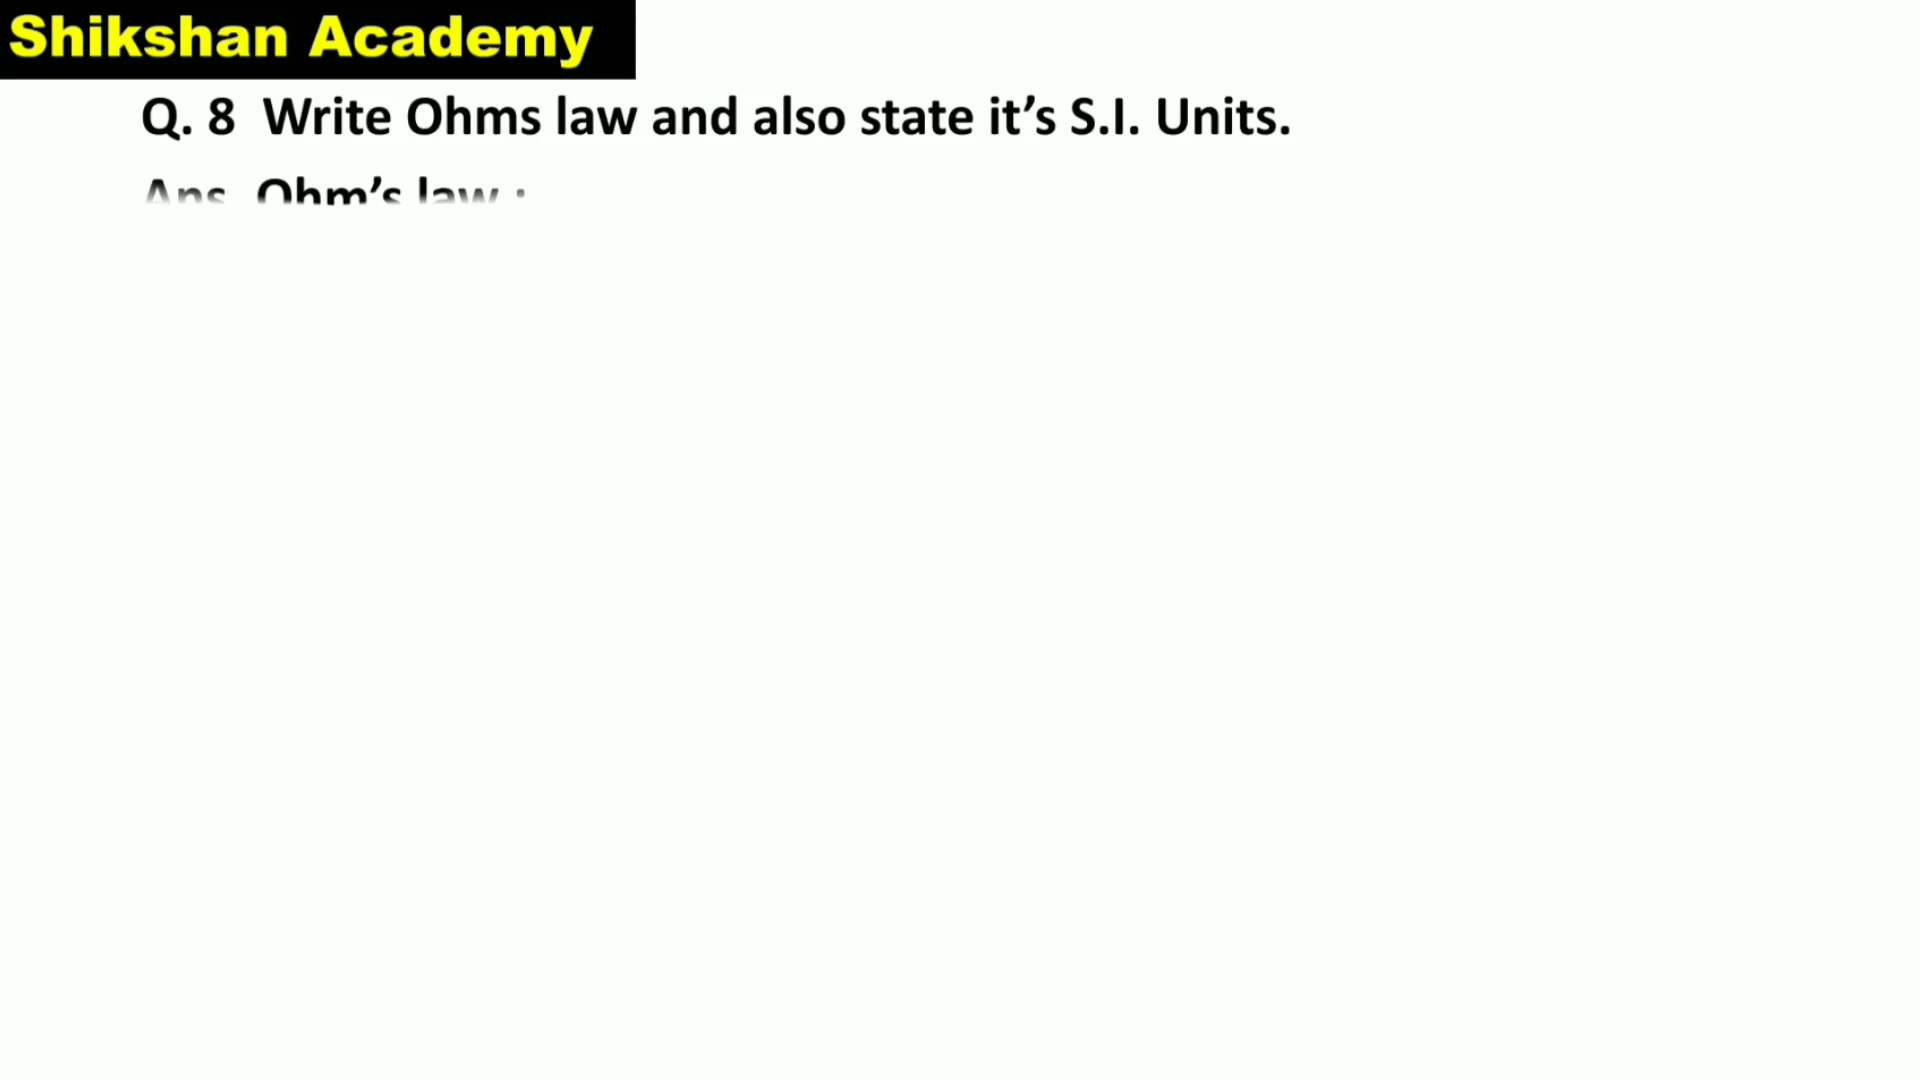 Shikshan Academy
Q. 8 Write Ohms law and also state it’s S.I. Units.
Ans. Ohm’s law :